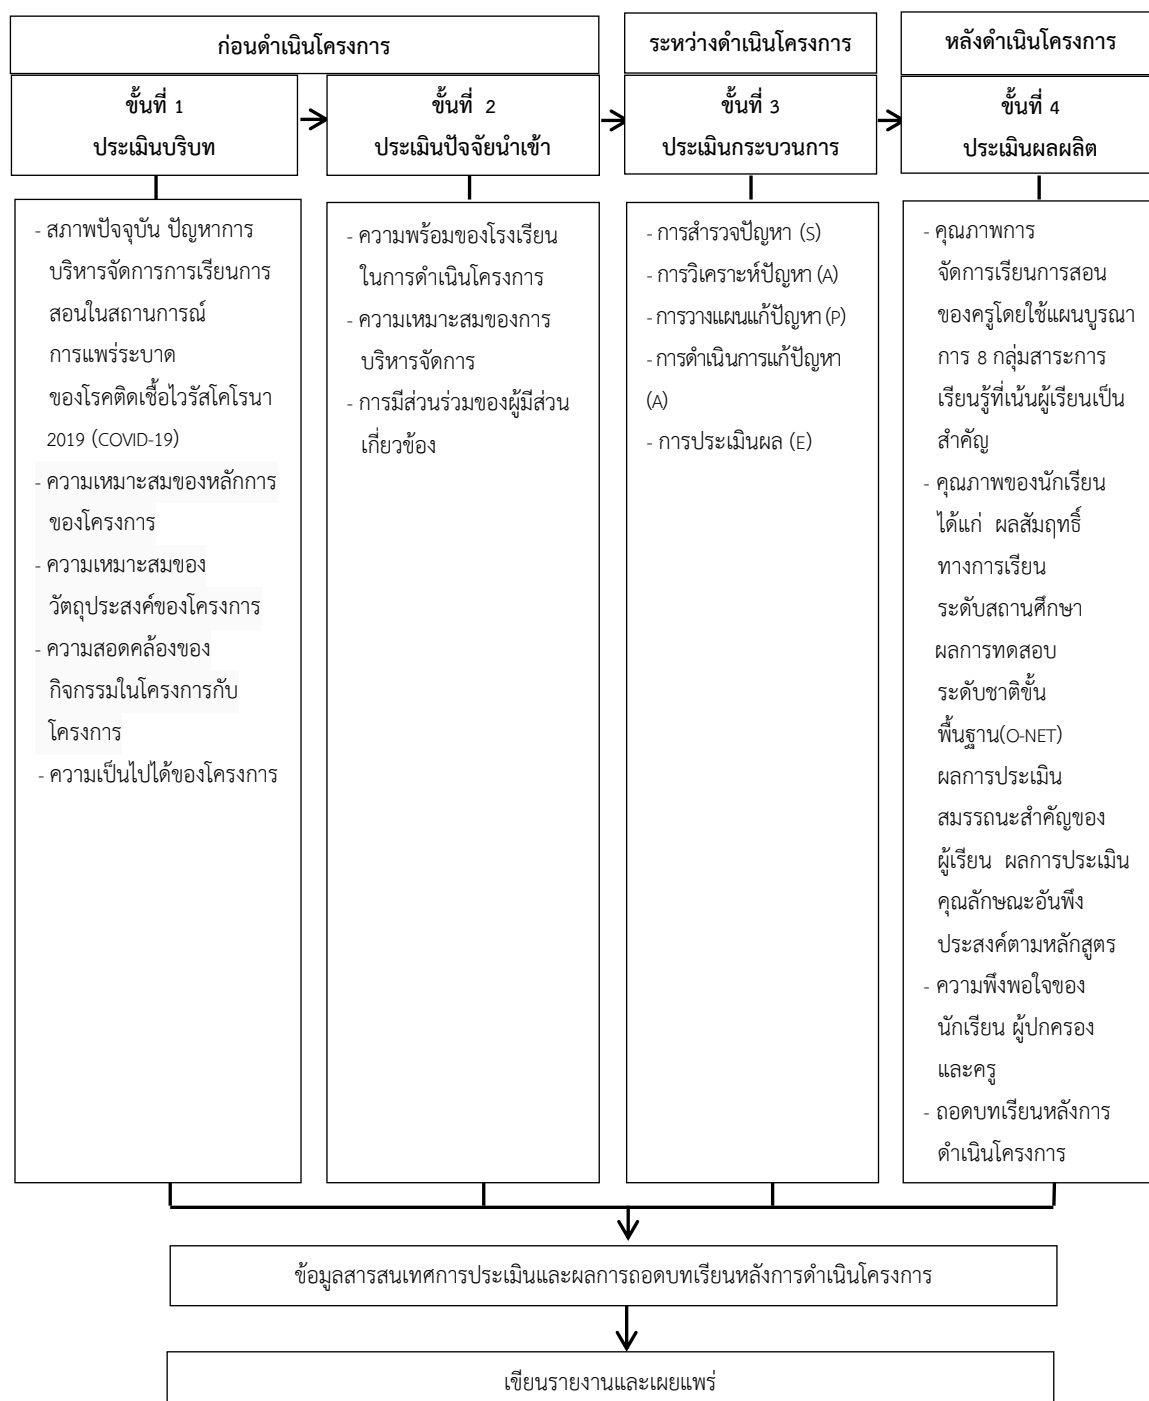 ก่อนดำเนินโครงการ
ระหว่างดำเนินโครงการ
หลังดำเนินโครงการ
ขั้นที่ 1
ประเมินบริบท
ขั้นที่ 2
ประเมินปัจจัยนำเข้า
ขั้นที่ 3
ประเมินกระบวนการ
ขั้นที่ 4
ประเมินผลผลิต
- สภาพปัจจุบัน ปัญหาการ
บริหารจัดการการเรียนการ
สอนในสถานการณ์
การแพร่ระบาด
ของโรคติดเชื้อไวรัสโคโรนา
2019 (COVID-19)
- ความเหมาะสมของหลักการ
ของโครงการ
- ความเหมาะสมของ
วัตถุประสงค์ของโครงการ
- ความสอดคล้องของ
กิจกรรมในโครงการกับ
โครงการ
- ความเป็นไปได้ของโครงการ
- ความพร้อมของโรงเรียน
ในการดำเนินโครงการ
- ความเหมาะสมของการ
บริหารจัดการ
- การมีส่วนร่วมของผู้มีส่วน
เกี่ยวข้อง
- การสำรวจปัญหา (S)
- การวิเคราะห์ปัญหา (A)
- การวางแผนแก้ปัญหา (P)
- การดำเนินการแก้ปัญหา
(A)
- การประเมินผล (E)
- คุณภาพการ
จัดการเรียนการสอน
ของครูโดยใช้แผนบูรณา
การ 8 กลุ่มสาระการ
เรียนรู้ที่เน้นผู้เรียนเป็น
สำคัญ
- คุณภาพของนักเรียน
ได้แก่ ผลสัมฤทธิ์
ทางการเรียน
ระดับสถานศึกษา
ผลการทดสอบ
ระดับชาติขั้น
พื้นฐาน(O-NET)
ผลการประเมิน
สมรรถนะสำคัญของ
ผู้เรียน ผลการประเมิน
คุณลักษณะอันพึง
ประสงค์ตามหลักสูตร
- ความพึงพอใจของ
นักเรียน ผู้ปกครอง
และครู
- ถอดบทเรียนหลังการ
ดำเนินโครงการ
ข้อมูลสารสนเทศการประเมินและผลการถอดบทเรียนหลังการดำเนินโครงการ
เขียนรายงานและเผยแพร่